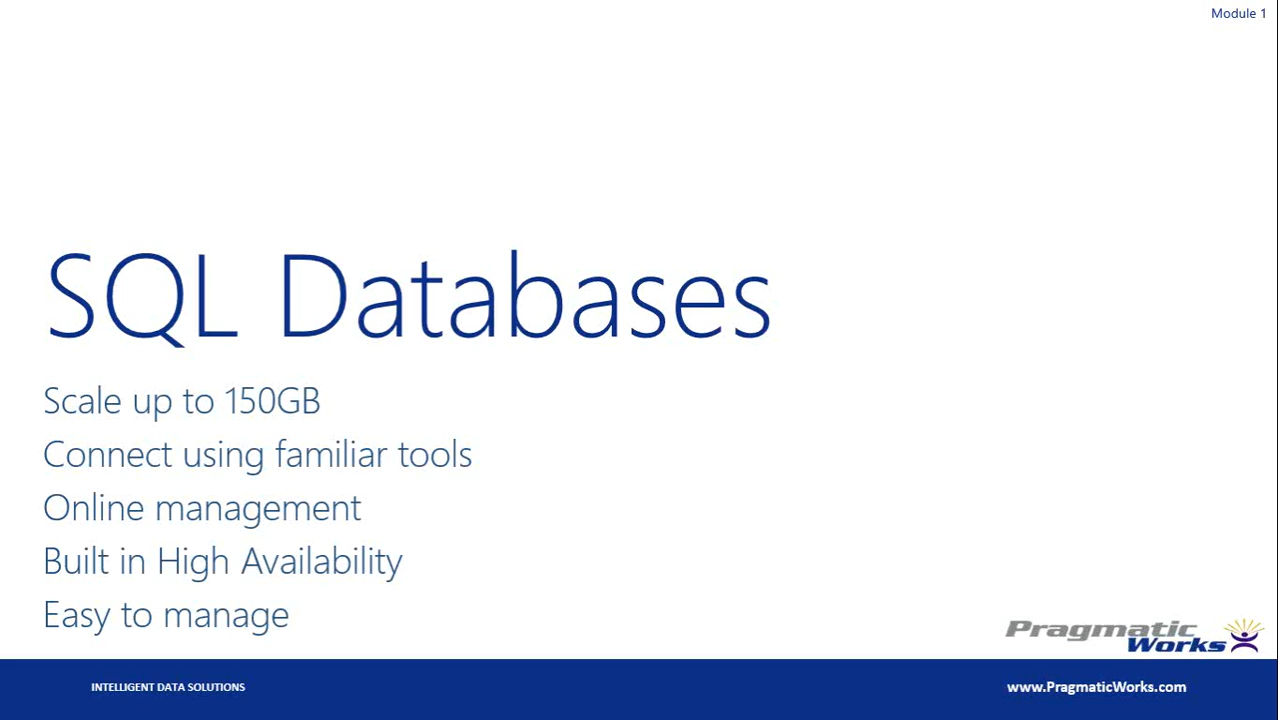 Module 1
SQL Databases
Scale up to 150GB
Connect using familiar tools
Online management
Built in High Availability
Easy to manage
Pragmatic
Works
INTELLIGENT DATA SOLUTIONS
www.PragmaticWorks.com